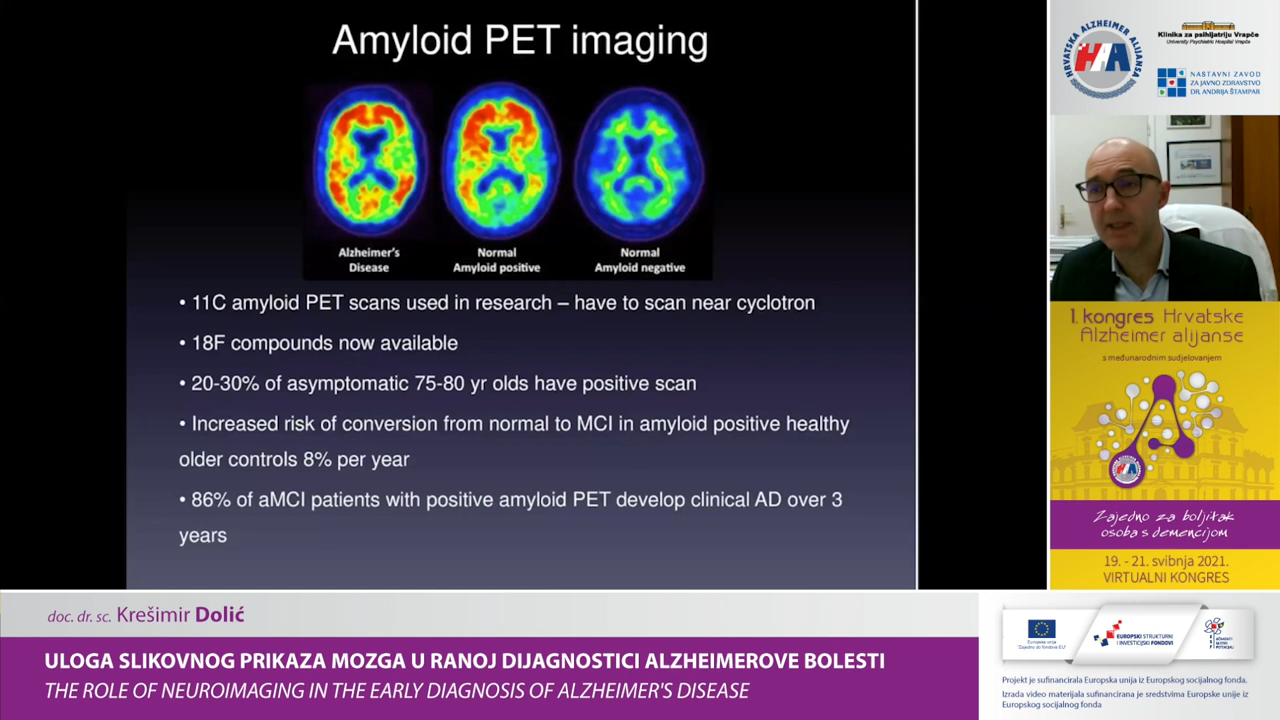 Amyloid PET imaging
Alzheimer's
Disease
Normal
Amyloid positive
Normal
Amyloid negative
• 11C amyloid PET scans used in research – have to scan near cyclotron
• 18F compounds now available
• 20-30% of asymptomatic 75-80 yr olds have positive scan
• Increased risk of conversion from normal to MCI in amyloid positive healthy
older controls 8% per year
• 86% of aMCI patients with positive amyloid PET develop clinical AD over 3
years
HRVATSKA ALZHEIMER ALIJANSA
HAA
Klinika za psihijatriju Vrapče
University Psychiatric Hospital Vrapče
NASTAVNI ZAVOD
ZA JAVNO ZDRAVSTVO
DR. ANDRIJA ŠTAMPAR
1. kongres Hrvatske
Alzheimer alijanse
s međunarodnim sudjelovanjem
Zajedno za boljitak
osoba s demencijom
19. - 21. svibnja 2021.
VIRTUALNI KONGRES
doc. dr. sc. Krešimir Dolić
ULOGA SLIKOVNOG PRIKAZA MOZGA U RANOJ DIJAGNOSTICI ALZHEIMEROVE BOLESTI
THE ROLE OF NEUROIMAGING IN THE EARLY DIAGNOSIS OF ALZHEIMER'S DISEASE
Europska unija
"Zajedno do fondova EU"
EUROPSKI STRUKTURNI
I INVESTICIJSKI FONDOVI
Projekt je sufinancirala Europska unija iz Europskog socijalnog fonda.
Izrada video materijala sufinancirana je sredstvima Europske unije iz
Europskog socijalnog fonda